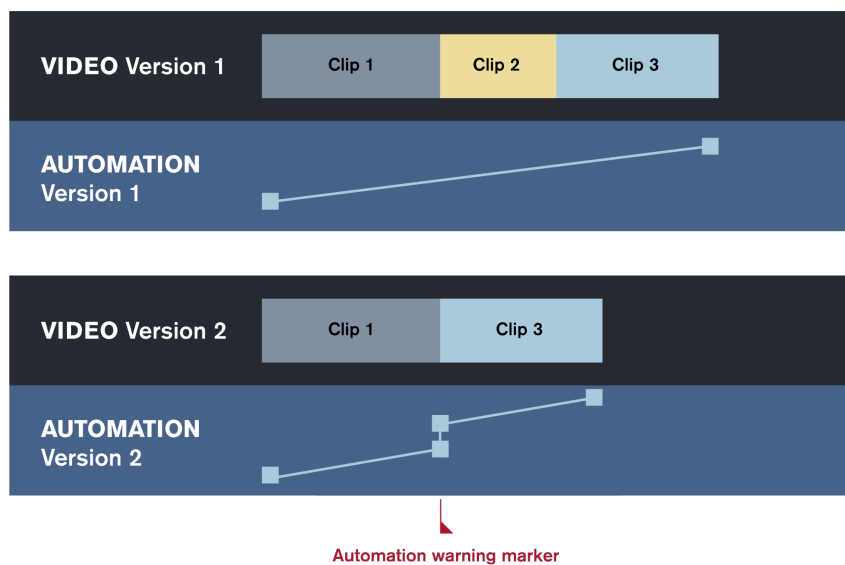 VIDEO Version 1
Clip 1
Clip 2
Clip 3
AUTOMATION
Version 1
VIDEO Version 2
Clip 1
Clip 3
AUTOMATION
Version 2
Automation warning marker